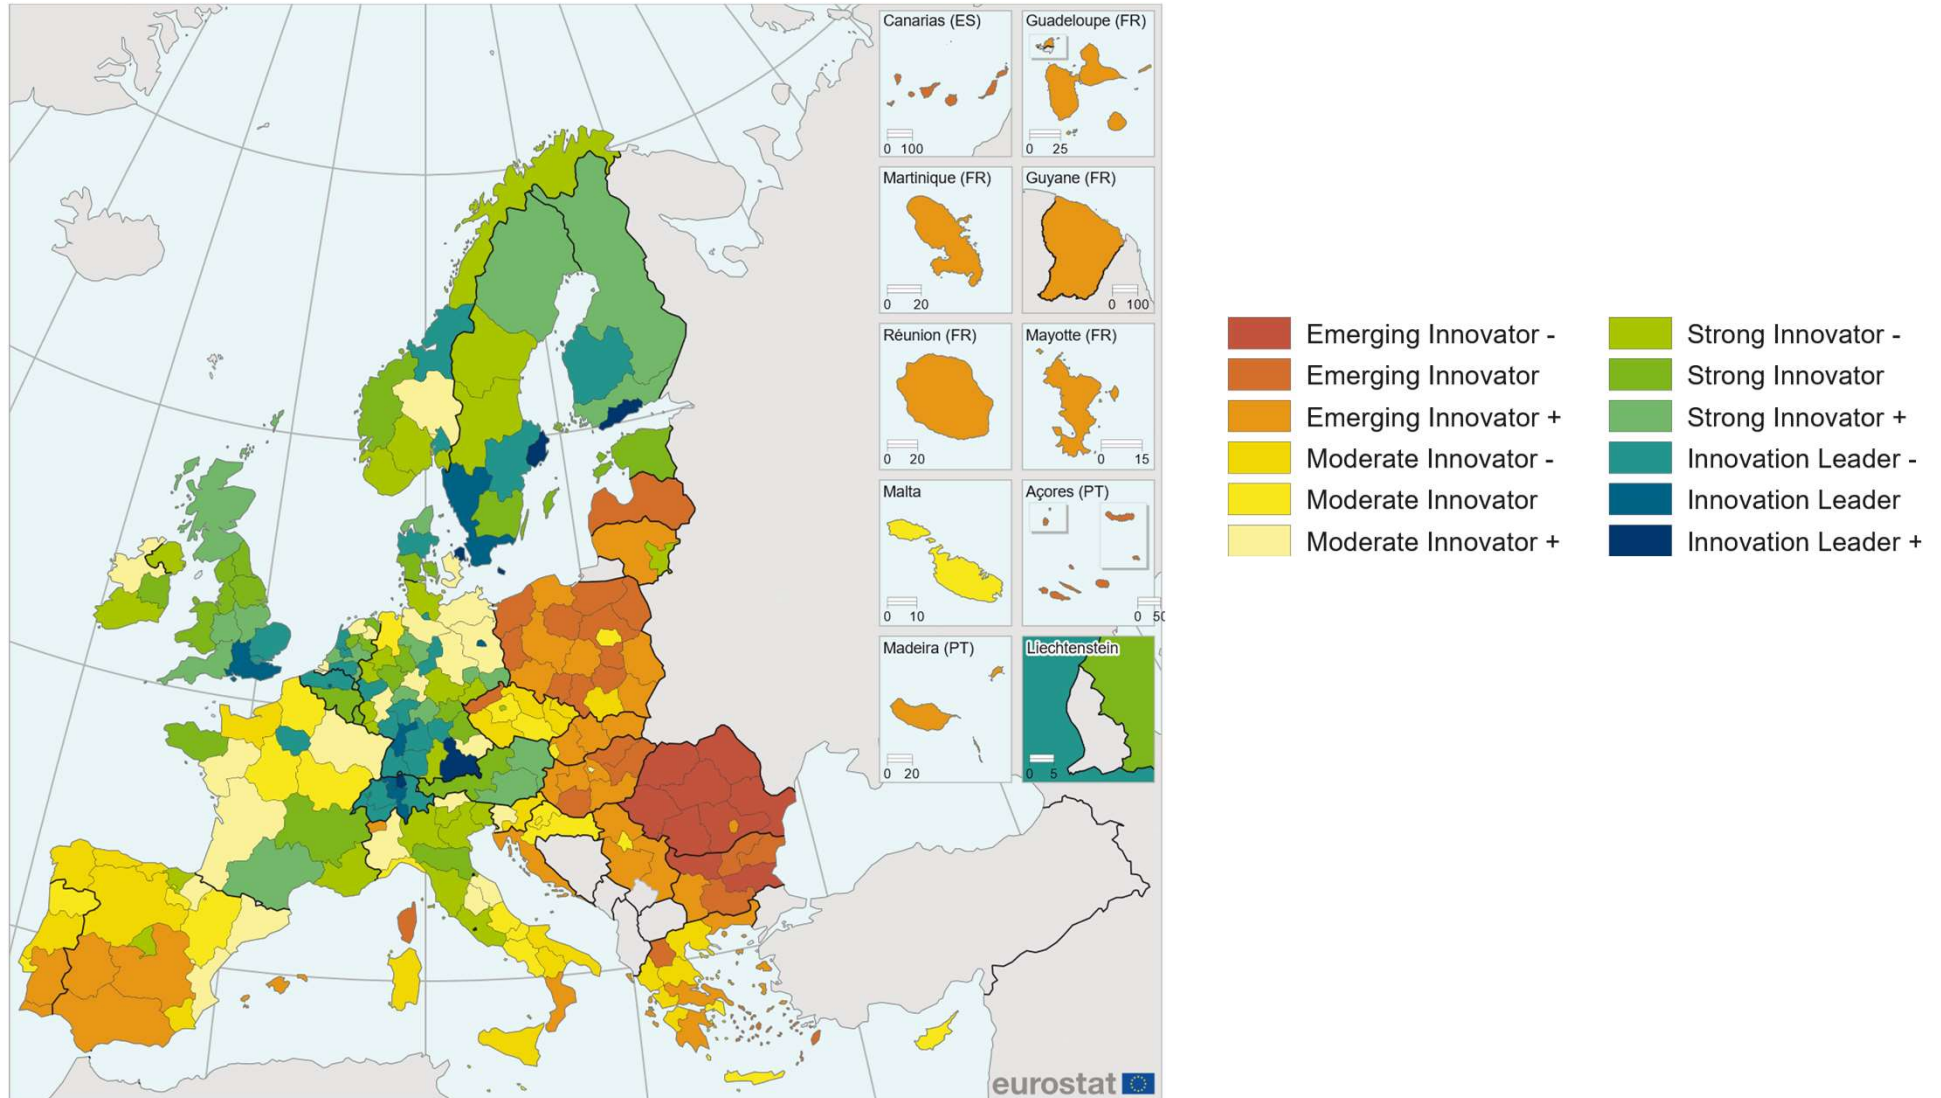 Canarias (ES)
0 100
Guadeloupe (FR)
0 25
Martinique (FR)
0 20
Guyane (FR)
0 100
Réunion (FR)
0 20
Mayotte (FR)
0 15
Malta
0 10
Açores (PT)
0 50
Madeira (PT)
0 20
Liechtenstein
0 5
eurostat
Emerging Innovator -
Emerging Innovator
Emerging Innovator +
Moderate Innovator -
Moderate Innovator
Moderate Innovator +
Strong Innovator -
Strong Innovator
Strong Innovator +
Innovation Leader -
Innovation Leader
Innovation Leader +